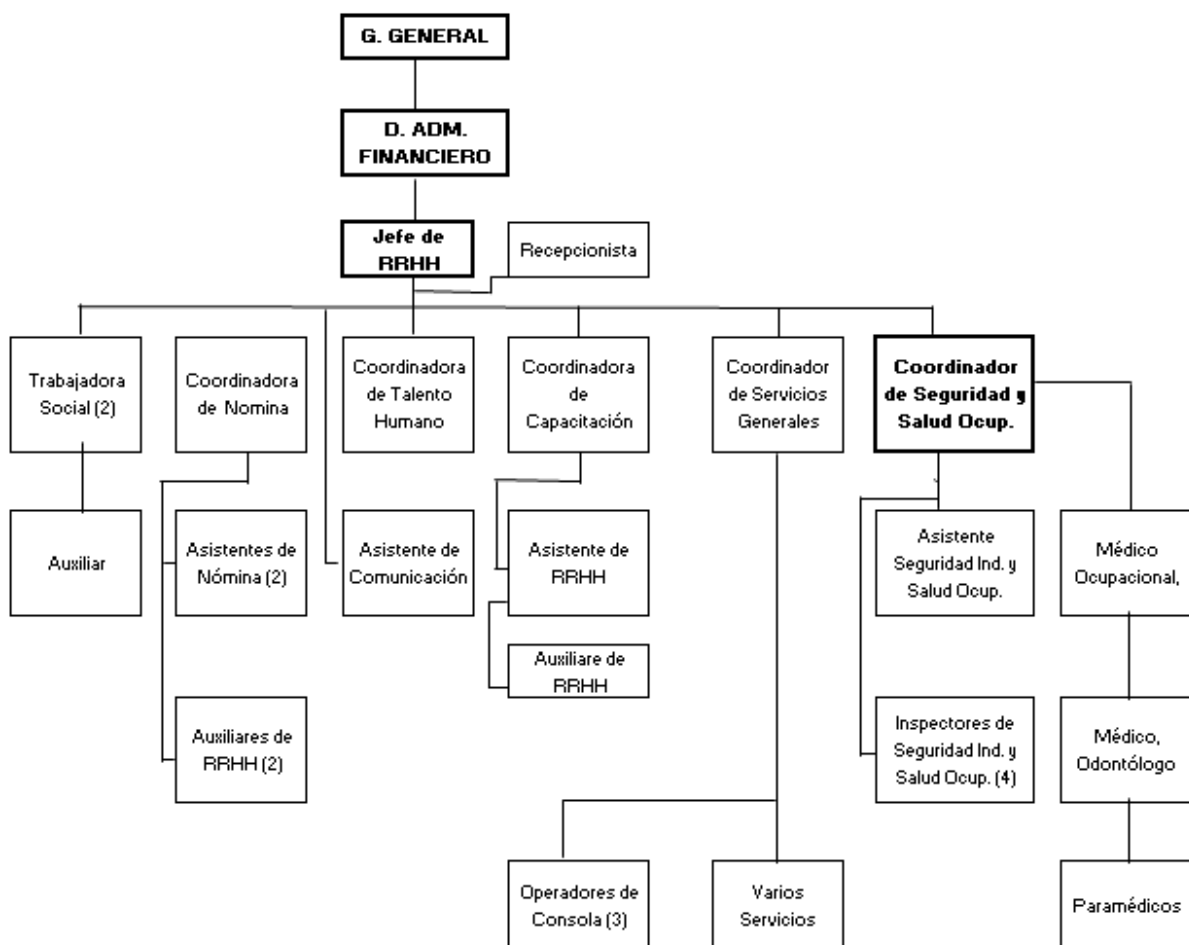 G. GENERAL
D. ADM.
FINANCIERO
Jefe de
RRHH
Recepcionista
Trabajadora
Social (2)
Coordinadora
de Nomina
Coordinadora
de Talento
Humano
Coordinadora
de
Capacitación
Coordinador
de Servicios
Generales
Coordinador
de Seguridad y
Salud Ocup.
Auxiliar
Asistentes de
Nómina (2)
Asistente de
Comunicación
Asistente de
RRHH
Asistente
Seguridad Ind. y
Salud Ocup.
Médico
Ocupacional,
Auxiliare de
RRHH
Auxiliares de
RRHH (2)
Inspectores de
Seguridad Ind. y
Salud Ocup. (4)
Médico,
Odontólogo
Operadores de
Consola (3)
Varios
Servicios
Paramédicos